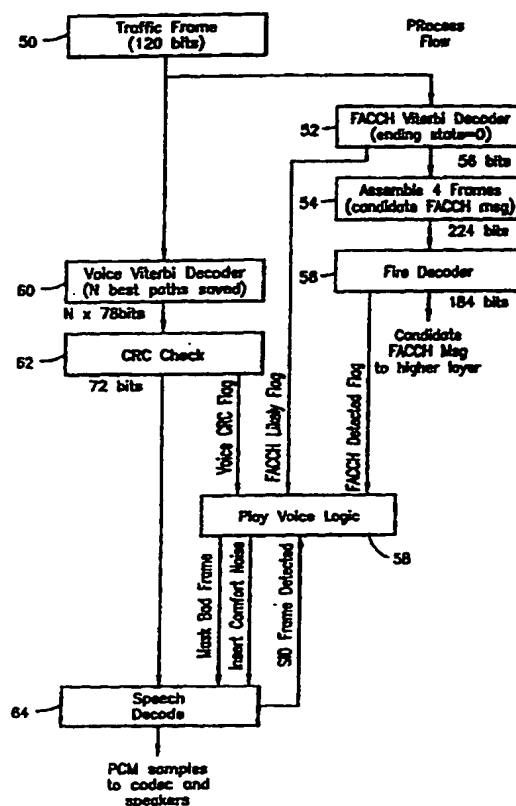 50
Traffic Frame
(120 bits)
PRocess
Flow
52
FACCH Viterbi Decoder
(ending state=0)
56 bits
54
Assemble 4 Frames
(candidate FACCH msg)
224 bits
56
Fire Decoder
184 bits
Candidate
FACCH Msg
to higher layer
60
Voice Viterbi Decoder
(N best paths saved)
N x 78bits
62
CRC Check
72 bits
Voice CRC Flag
FACCH Likely Flag
FACCH Detected Flag
Play Voice Logic
58
Mask Bad Frame
Insert Comfort Noise
SID Frame Detected
64
Speech
Decode
PCM samples
to codec and
speakers